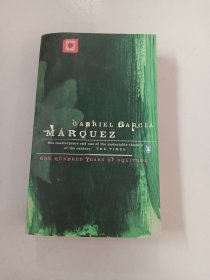 GABRIEL GARCÍA
MÁRQUEZ
'His masterpiece and one of the undeniable classics
of the century' THE TIMES
ONE HUNDRED YEARS OF SOLITUDE